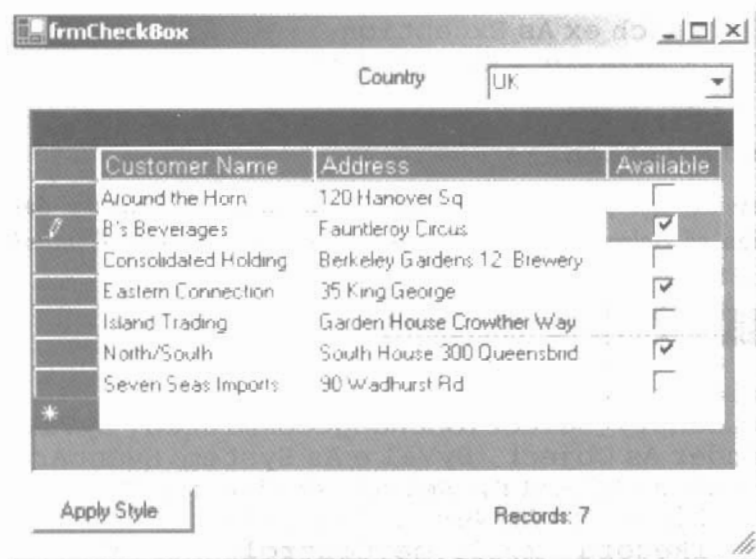 frmCheckBox
Country UK
Customer Name Address Available
Around the Horn 120 Hanover Sq
B's Beverages Fauntleroy Circus
Consolidated Holding Berkeley Gardens 12 Brewery
Eastern Connection 35 King George
Island Trading Garden House Crowther Way
North/South South House 300 Queensbrid
Seven Seas Imports 90 Wadhurst Rd
Apply Style Records: 7